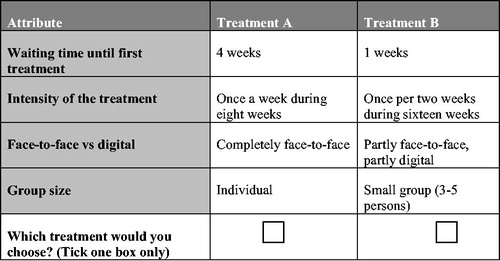 Attribute Treatment A Treatment B
Waiting time until first 4 weeks 1 weeks
treatment
Intensity of the treatment Once a week during Once per two weeks
eight weeks during sixteen weeks
Face-to-face vs digital Completely face-to-face Partly face-to-face,
partly digital
Group size Individual Small group (3-5
persons)
Which treatment would you
choose? (Tick one box only)